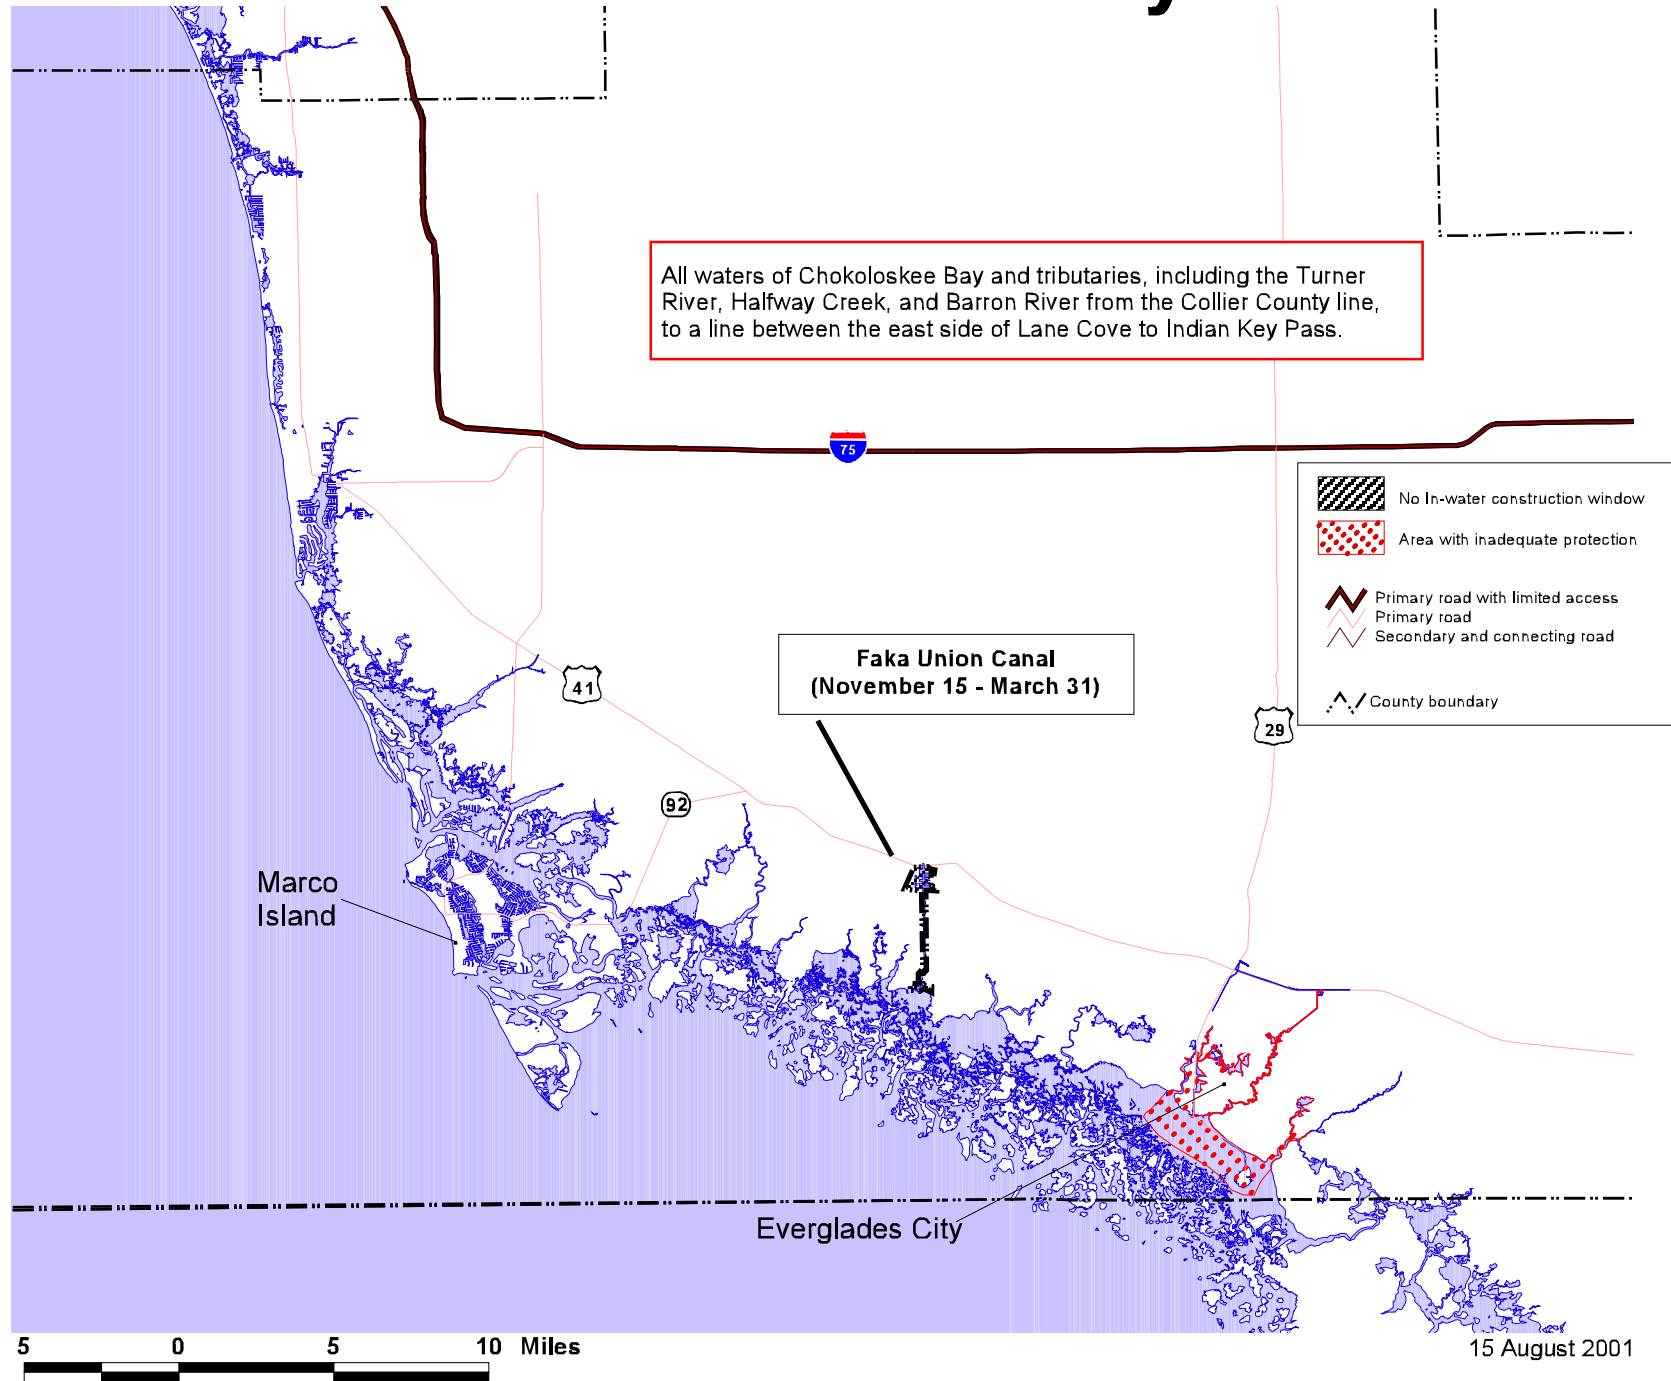 All waters of Chokoloskee Bay and tributaries, including the Turner
River, Halfway Creek, and Barron River from the Collier County line,
to a line between the east side of Lane Cove to Indian Key Pass.
75
No In-water construction window
Area with inadequate protection
Primary road with limited access
Primary road
Secondary and connecting road
County boundary
Faka Union Canal
(November 15 - March 31)
41
29
92
Marco
Island
Everglades City
5 0 5 10 Miles
15 August 2001